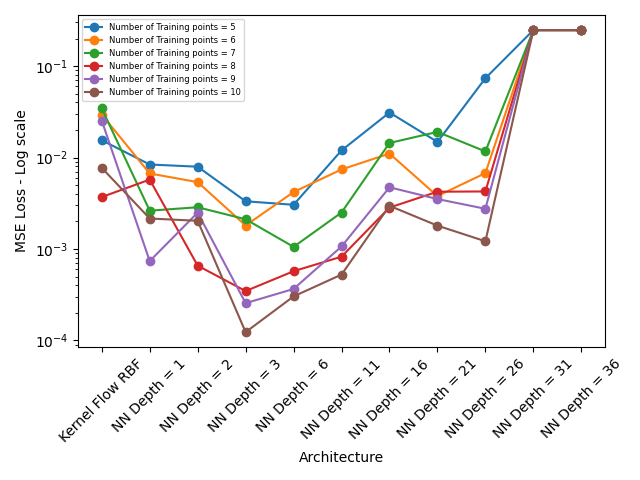 Number of Training points = 5
Number of Training points = 6
Number of Training points = 7
Number of Training points = 8
Number of Training points = 9
Number of Training points = 10
MSE Loss - Log scale
10⁻¹
10⁻²
10⁻³
10⁻⁴
Kernel Flow RBF
NN Depth = 1
NN Depth = 2
NN Depth = 3
NN Depth = 6
NN Depth = 11
NN Depth = 16
NN Depth = 21
NN Depth = 26
NN Depth = 31
NN Depth = 36
Architecture